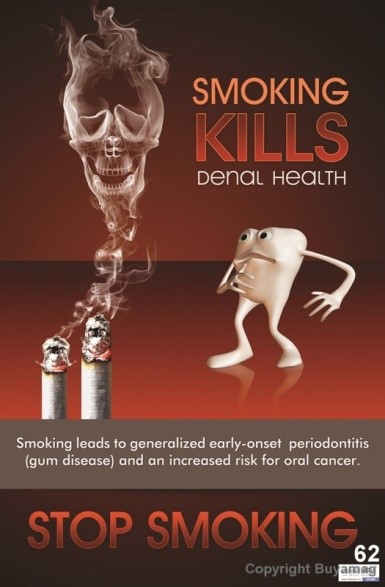 SMOKING
KILLS
DENAL HEALTH
Smoking leads to generalized early-onset periodontitis
(gum disease) and an increased risk for oral cancer.
STOP SMOKING
62
Copyright Buyamag